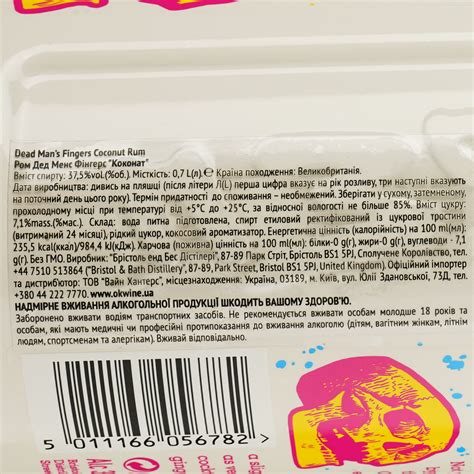 Dead Man's Fingers Coconut Rum
Ром Дед Менс Фінгерс "Коконат"
Вміст спирту: 37,5%vol.(%об.). Місткість: 0,7 L(л).℮ Країна походження: Великобританія.
Дата виробництва: дивись на пляшці (після літери Л(L) перша цифра вказує на рік розливу, три наступні вказують
на поточний день цього року). Термін придатності до споживання – необмежений. Зберігати у сухому, затемненому,
прохолодному місці при температурі від +5°С до +25°С, за відносної вологості не більше 85%. Вміст цукру:
7,1%масс.(%мас.). Склад: вода питна підготовлена, спирт етиловий ректифікований із цукрової тростини
(витриманий 24 місяці), рідкий цукор, кокосовий ароматизатор. Енергетична цінність (калорійність) на 100 ml(мл):
235,5 kcal(ккал)/984,4 kJ(кДж). Харчова (поживна) цінність на 100 ml(мл): білки-0 g(г), жири-0 g(г), вуглеводи - 7,1
g(г). Без ГМО. Виробник: "Брістоль енд Бес Дістілері", 87-89 Парк Стріт, Брістоль BS1 5PJ, Сполучене Королівство, тел.
+44 7510 513864 ("Bristol & Bath Distillery", 87-89, Park Street, Bristol BS1 5PJ, United Kingdom). Адреса потужностей
виробництва: дивись виробник. Імпортер: ТОВ "Вайн Хантерс", місцезнаходження: Україна, 03189, м. Київ, вул. Юлії Здановської, 73Д, тел.
+380 44 222 7770, www.okwine.ua
НАДМІРНЕ ВЖИВАННЯ АЛКОГОЛЬНОЇ ПРОДУКЦІЇ ШКОДИТЬ ВАШОМУ ЗДОРОВ'Ю.
Заборонено вживати водіям транспортних засобів. Не рекомендується вживати особам молодше 18 років та
особам, які мають медичні чи професійні протипоказання до вживання алкоголю (дітям, вагітним жінкам, літнім
людям, спортсменам та алергікам). Вживай відповідально.
5 011166 056782 >